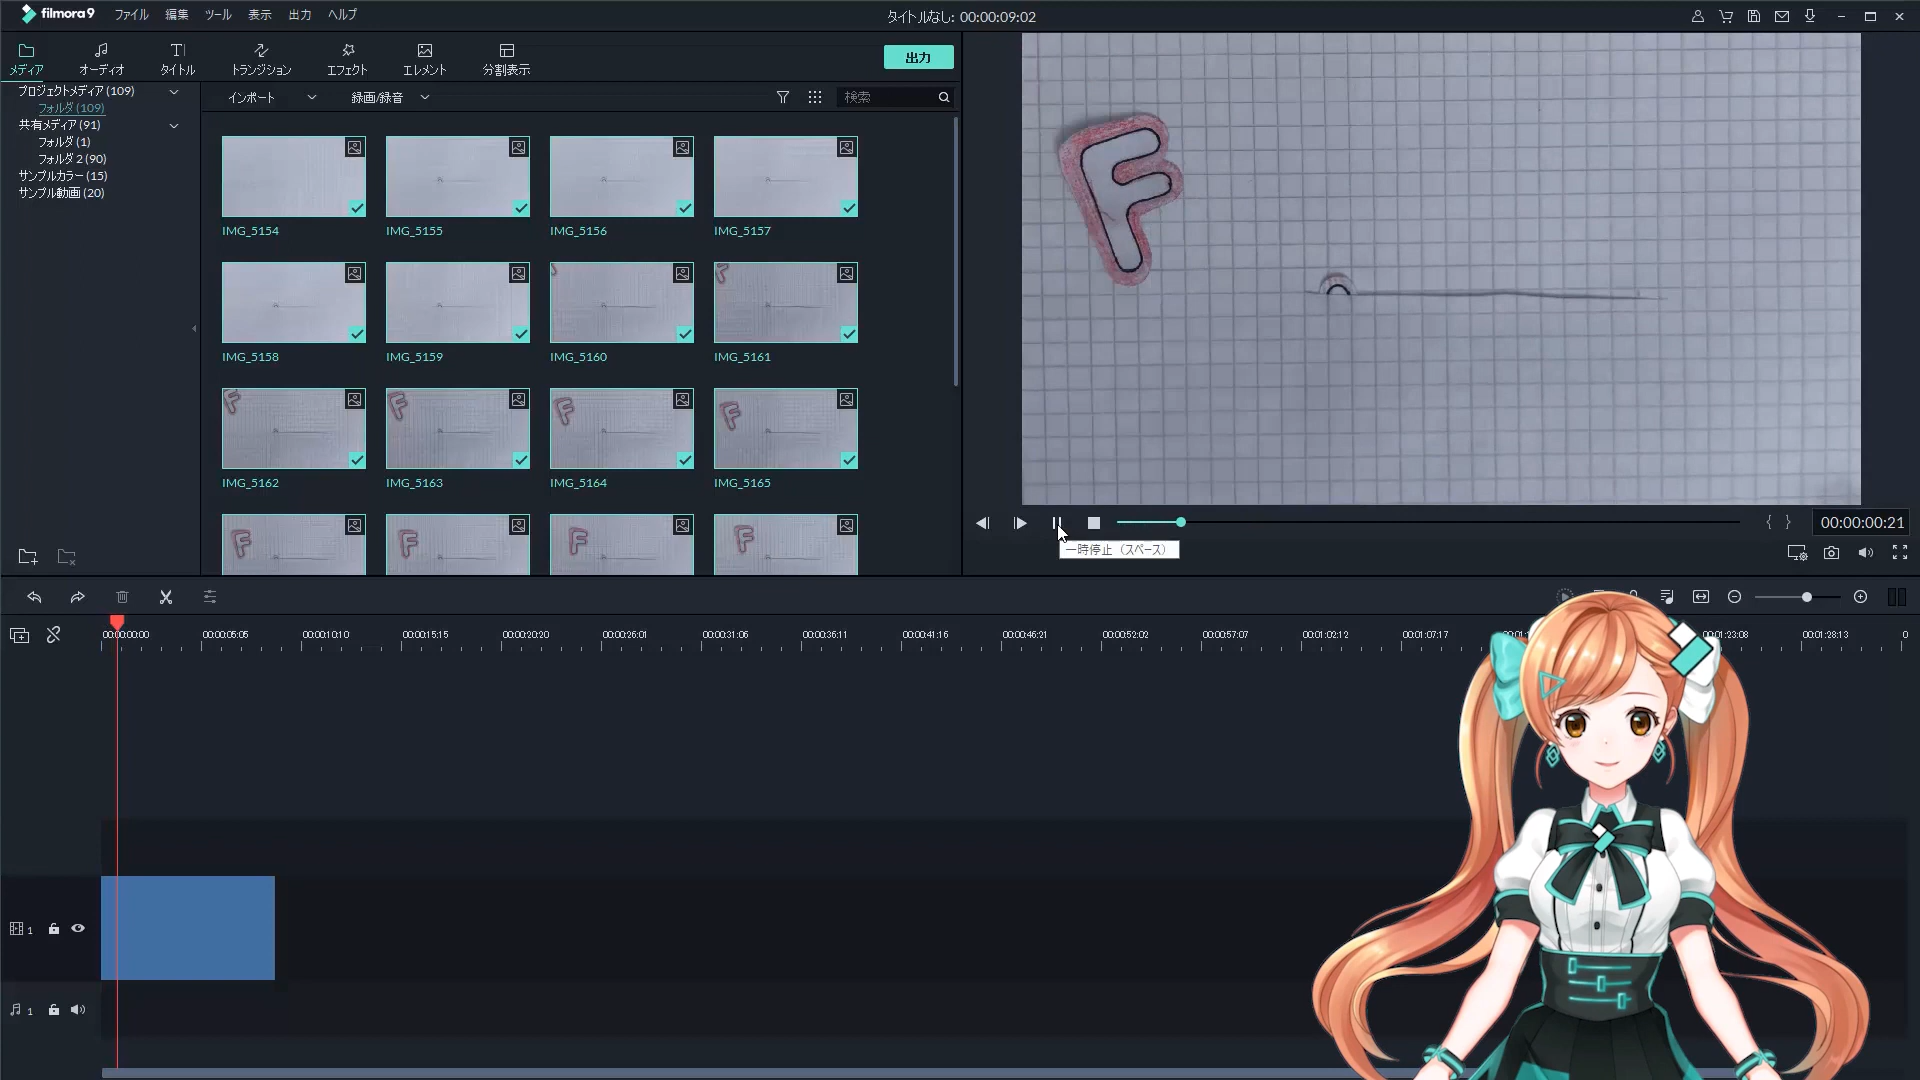 filmora9 ファイル 編集 ツール 表示 出力 ヘルプ
タイトルなし: 00:00:09:02
メディア オーディオ タイトル トランジション エフェクト エレメント 分割表示
出力
プロジェクトメディア (109)
フォルダ (109)
共有メディア (91)
フォルダ (1)
フォルダ 2 (90)
サンプルカラー (15)
サンプル動画 (20)
インポート 録画/録音 検索
IMG_5154 IMG_5155 IMG_5156 IMG_5157
IMG_5158 IMG_5159 IMG_5160 IMG_5161
IMG_5162 IMG_5163 IMG_5164 IMG_5165
F
{ } 00:00:00:21
一時停止（スペース）
00:00:00:00 00:00:05:05 00:00:10:10 00:00:15:15 00:00:20:20 00:00:26:01 00:00:31:06 00:00:36:11 00:00:41:16 00:00:46:21 00:00:52:02 00:00:57:07 00:01:02:12 00:01:07:17 00:01:23:08 00:01:28:13 0
1
1